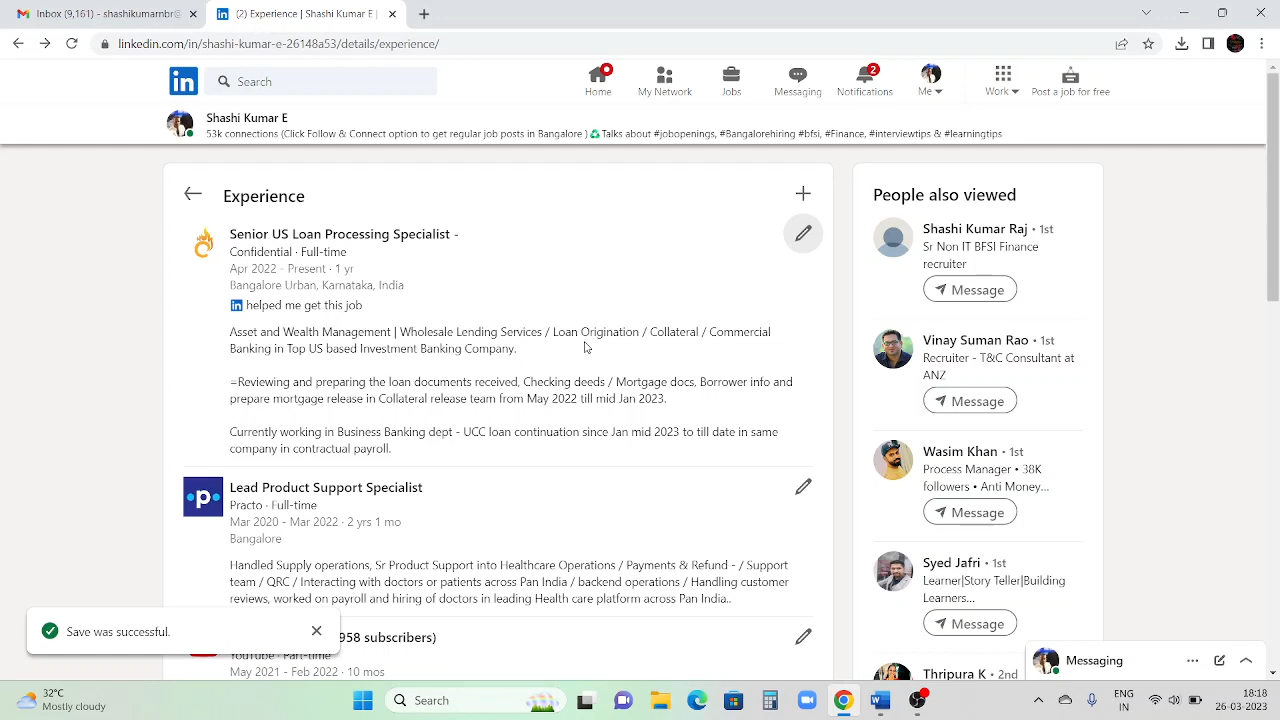 Inbox (9,161) - shashikumarnbr@
(2) Experience | Shashi Kumar E |
linkedin.com/in/shashi-kumar-e-26148a53/details/experience/
in
Search
Home
My Network
Jobs
Messaging
2
Notifications
Me
Work
Post a job for free
Shashi Kumar E
53k connections (Click Follow & Connect option to get regular job posts in Bangalore ) ♻Talks about #jobopenings, #Bangalorehiring #bfsi, #Finance, #interviewtips & #learningtips
Experience
Senior US Loan Processing Specialist -
Confidential · Full-time
Apr 2022 - Present · 1 yr
Bangalore Urban, Karnataka, India
in helped me get this job
Asset and Wealth Management | Wholesale Lending Services / Loan Origination / Collateral / Commercial
Banking in Top US based Investment Banking Company.
=Reviewing and preparing the loan documents received, Checking deeds / Mortgage docs, Borrower info and
prepare mortgage release in Collateral release team from May 2022 till mid Jan 2023.
Currently working in Business Banking dept - UCC loan continuation since Jan mid 2023 to till date in same
company in contractual payroll.
p
Lead Product Support Specialist
Practo · Full-time
Mar 2020 - Mar 2022 · 2 yrs 1 mo
Bangalore
Handled Supply operations, Sr Product Support into Healthcare Operations / Payments & Refund - / Support
team / QRC / Interacting with doctors or patients across Pan India / backend operations / Handling customer
reviews, worked on payroll and hiring of doctors in leading Health care platform across Pan India..
958 subscribers)
YouTube · Part-time
May 2021 - Feb 2022 · 10 mos
Save was successful.
People also viewed
Shashi Kumar Raj · 1st
Sr Non IT BFSI Finance
recruiter
Message
Vinay Suman Rao · 1st
Recruiter - T&C Consultant at
ANZ
Message
Wasim Khan · 1st
Process Manager • 38K
followers • Anti Money...
Message
Syed Jafri · 1st
Learner|Story Teller|Building
Learners...
Message
Thripura K · 2nd
Messaging
32°C
Mostly cloudy
Search
ENG
IN
18:18
26-03-2023